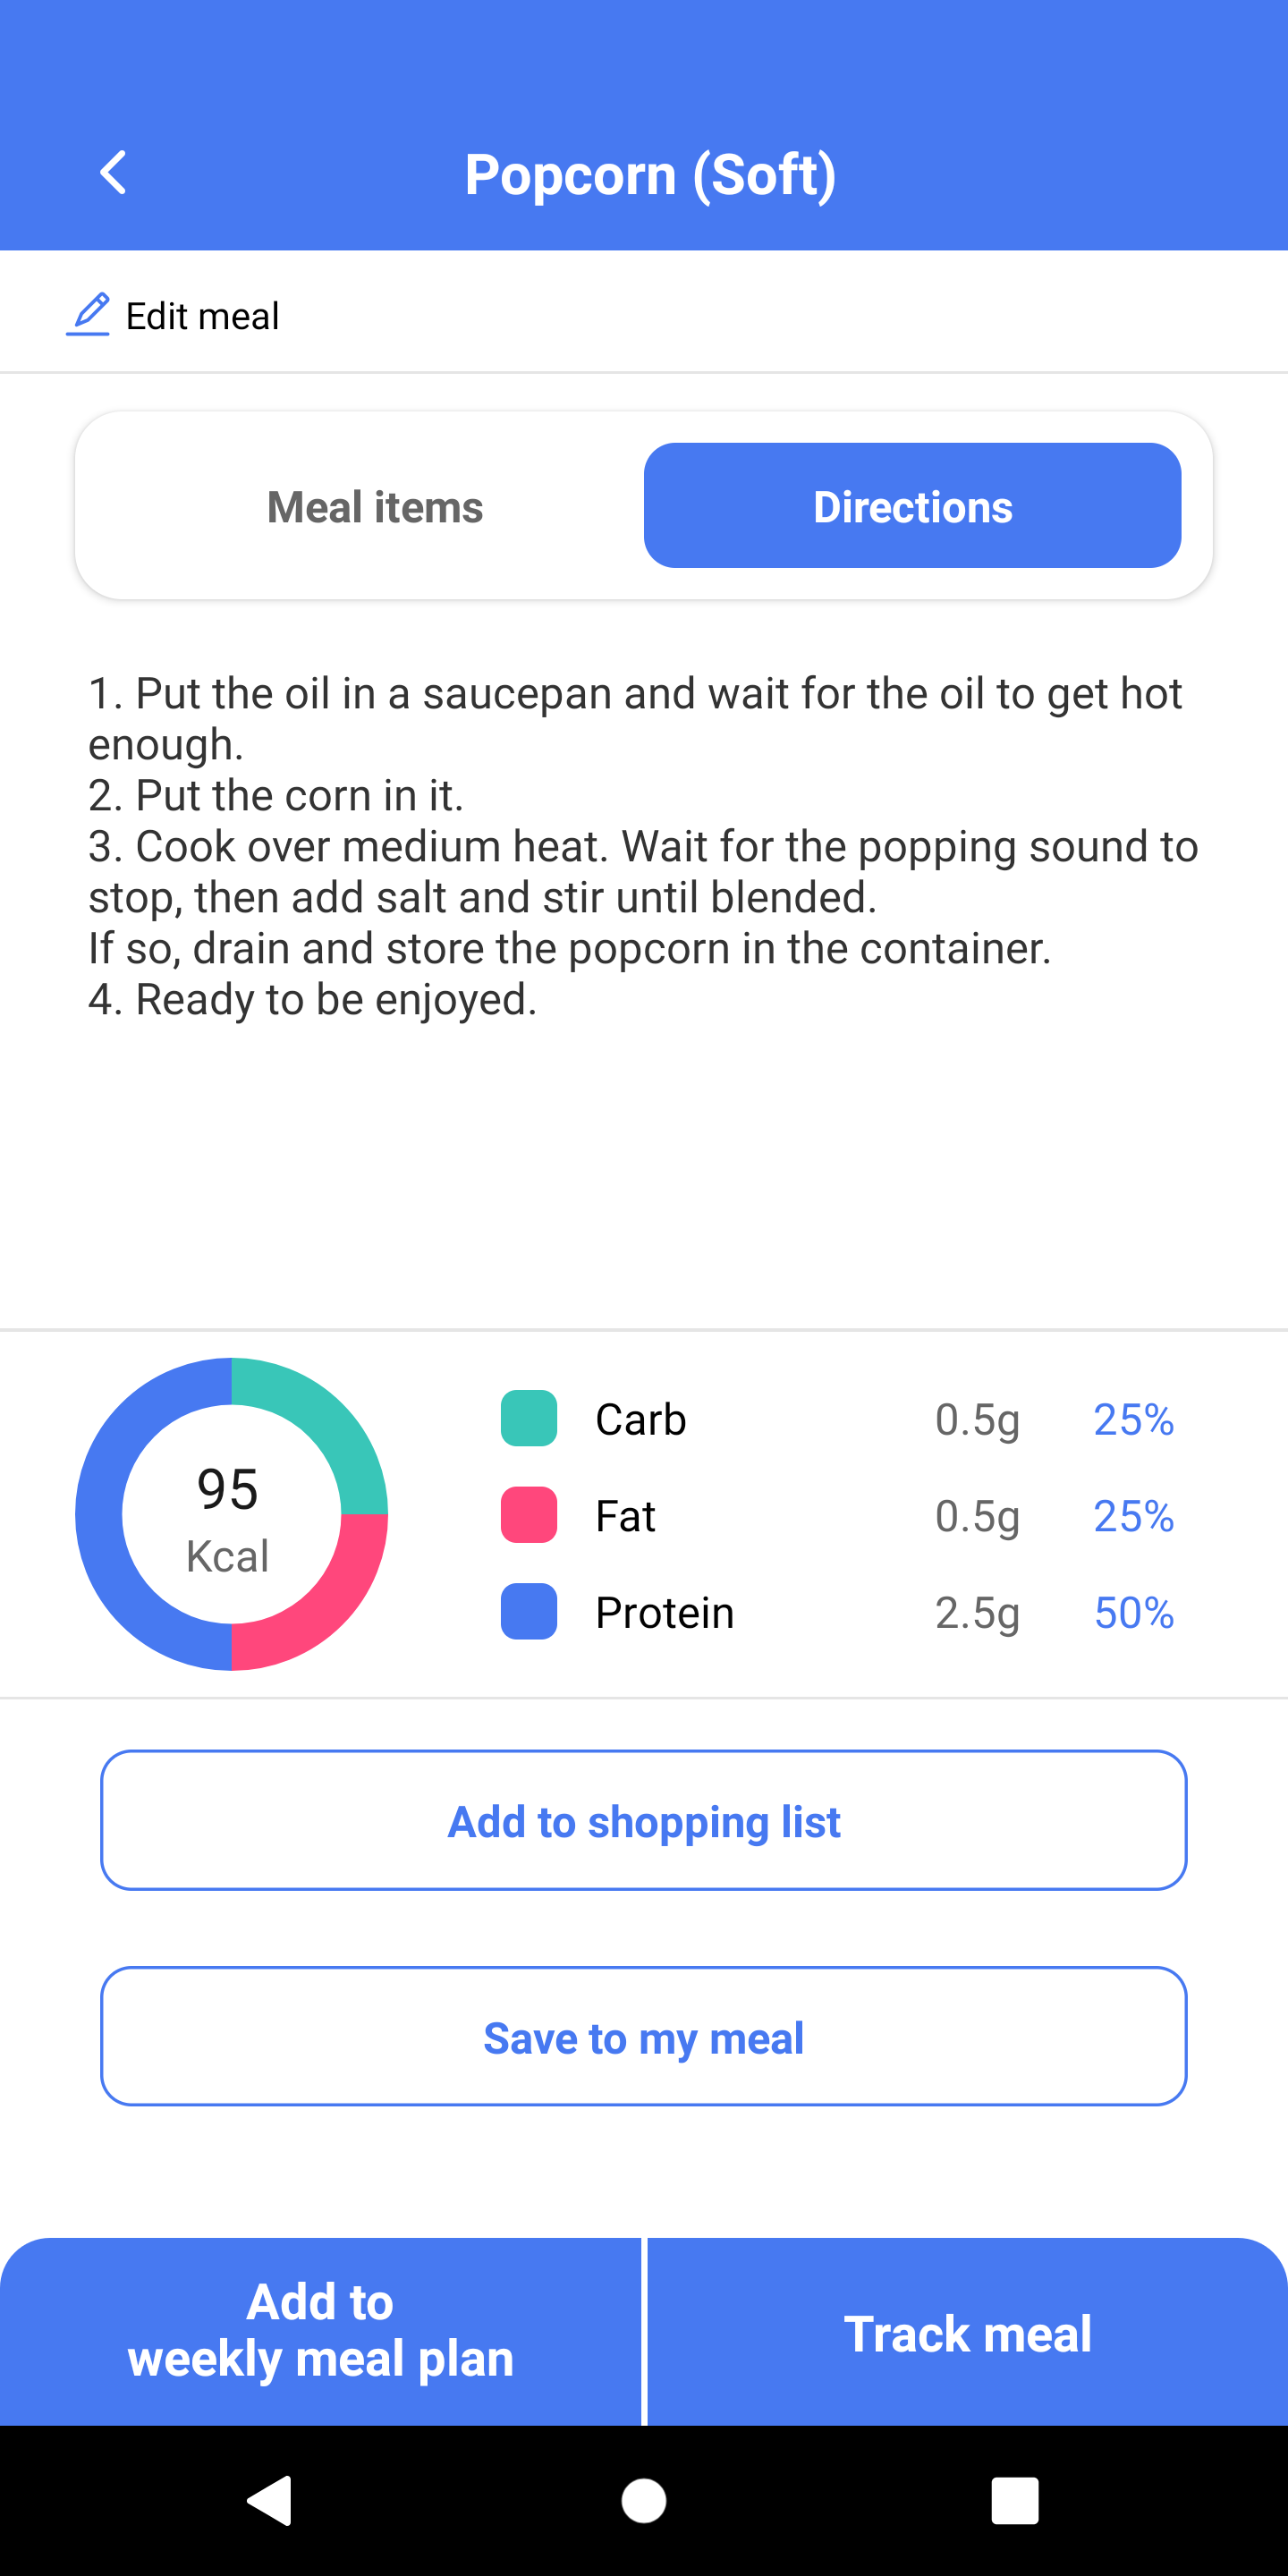 Popcorn (Soft)
Edit meal
Meal items
Directions
1. Put the oil in a saucepan and wait for the oil to get hot
enough.
2. Put the corn in it.
3. Cook over medium heat. Wait for the popping sound to
stop, then add salt and stir until blended.
If so, drain and store the popcorn in the container.
4. Ready to be enjoyed.
95
Kcal
Carb 0.5g 25%
Fat 0.5g 25%
Protein 2.5g 50%
Add to shopping list
Save to my meal
Add to
weekly meal plan
Track meal